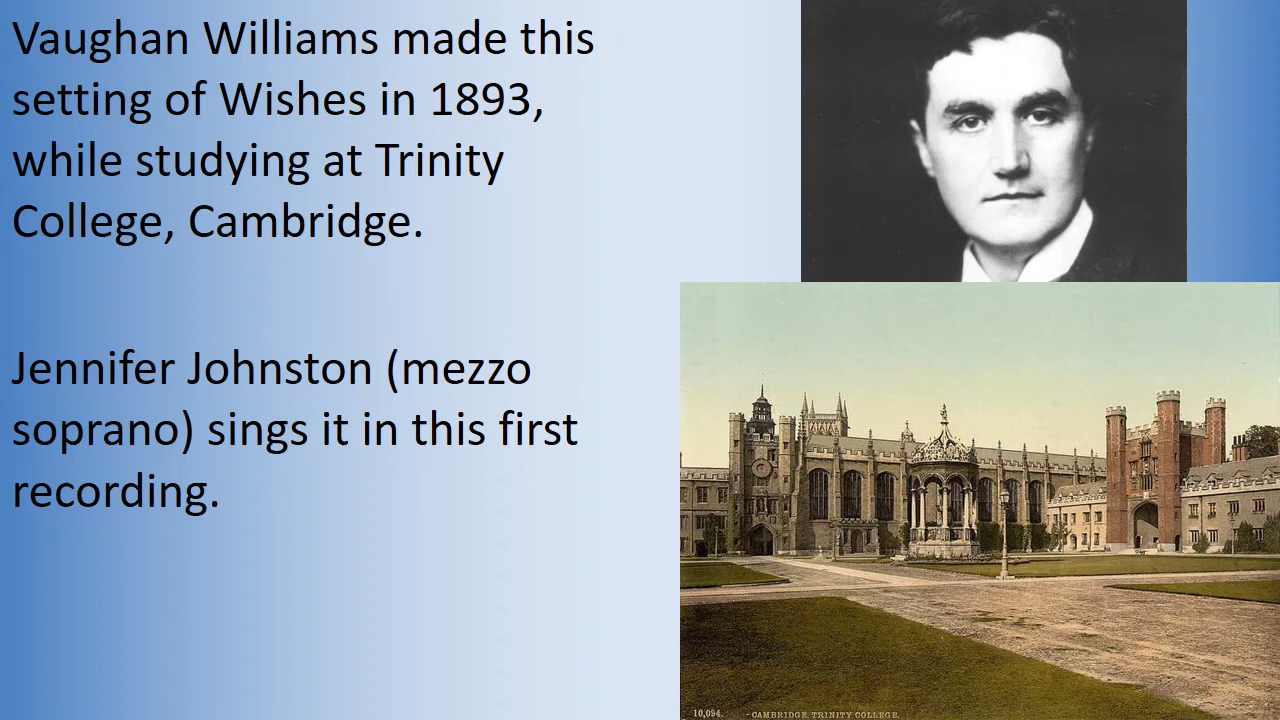 Vaughan Williams made this
setting of Wishes in 1893,
while studying at Trinity
College, Cambridge.
Jennifer Johnston (mezzo
soprano) sings it in this first
recording.
10,094. - CAMBRIDGE, TRINITY COLLEGE.